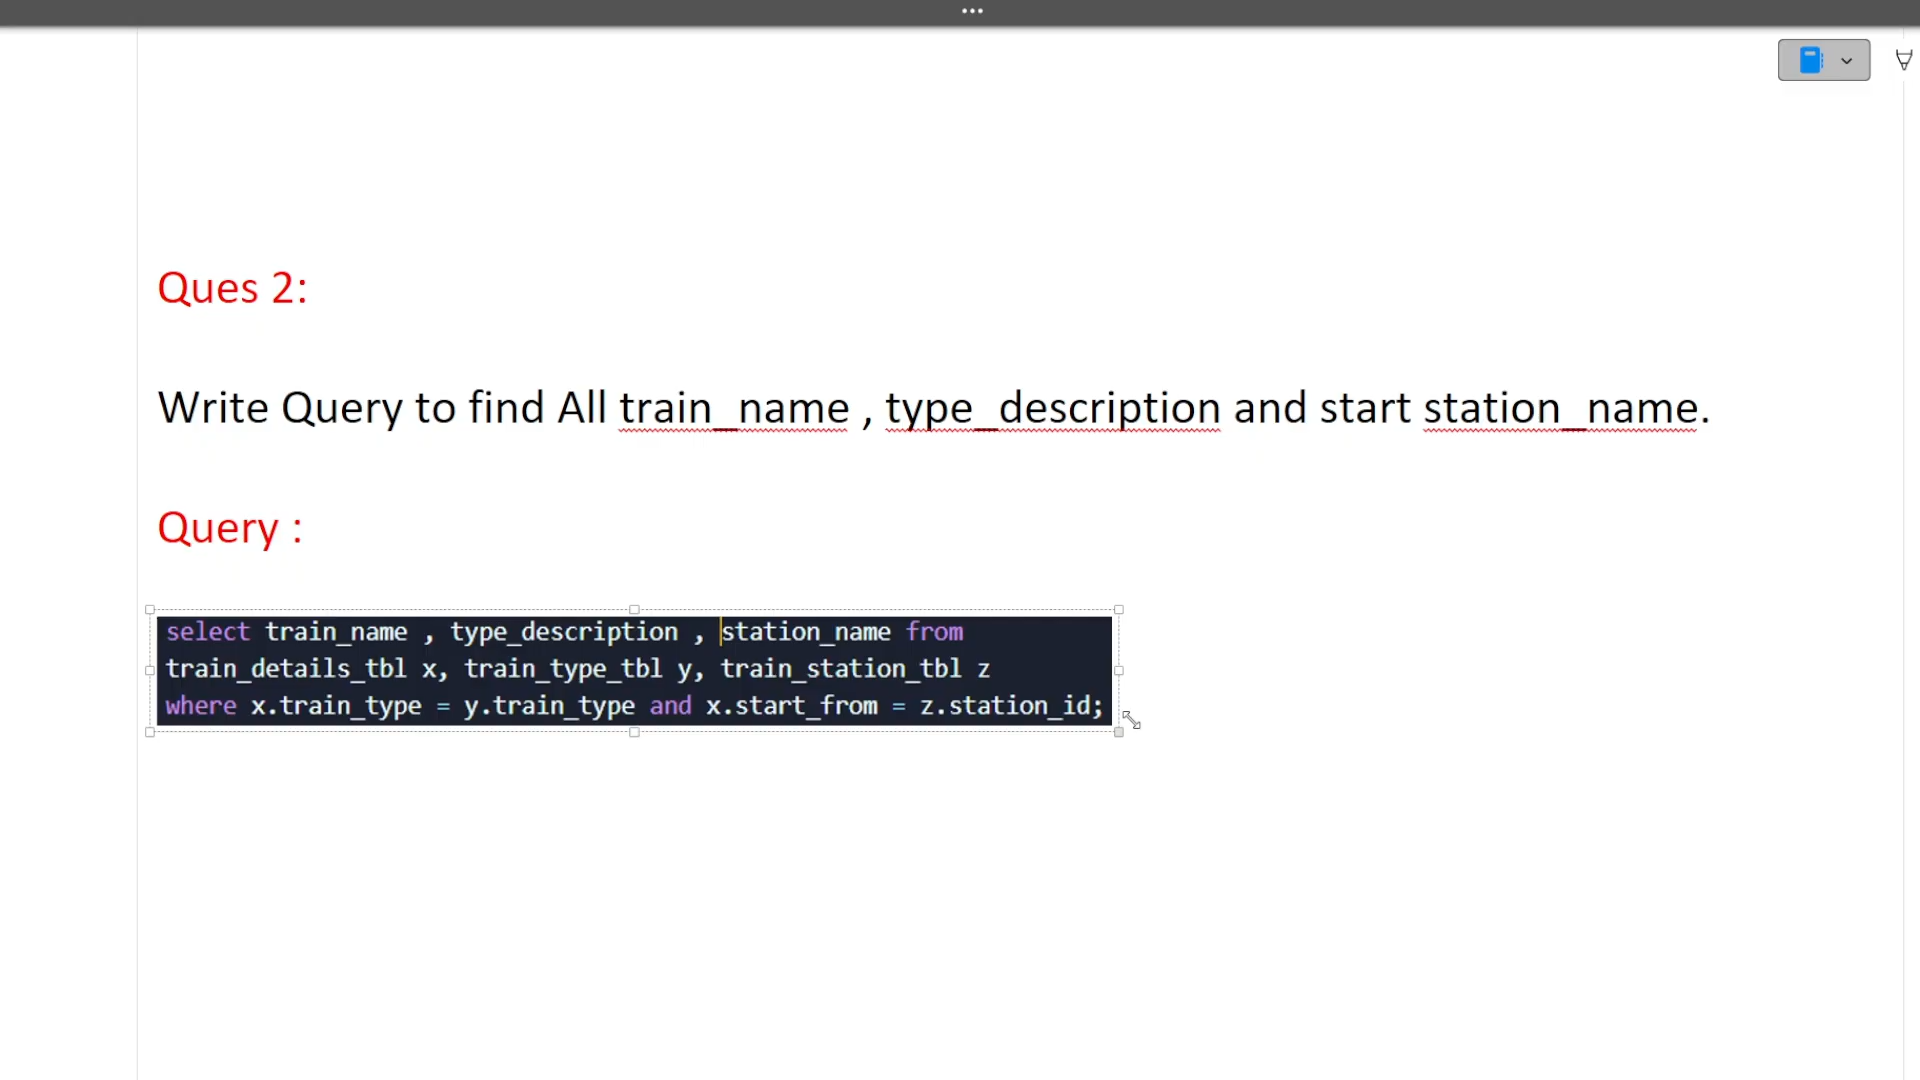 Ques 2:
Write Query to find All train_name , type_description and start station_name.
Query :
select train_name , type_description , station_name from
train_details_tbl x, train_type_tbl y, train_station_tbl z
where x.train_type = y.train_type and x.start_from = z.station_id;